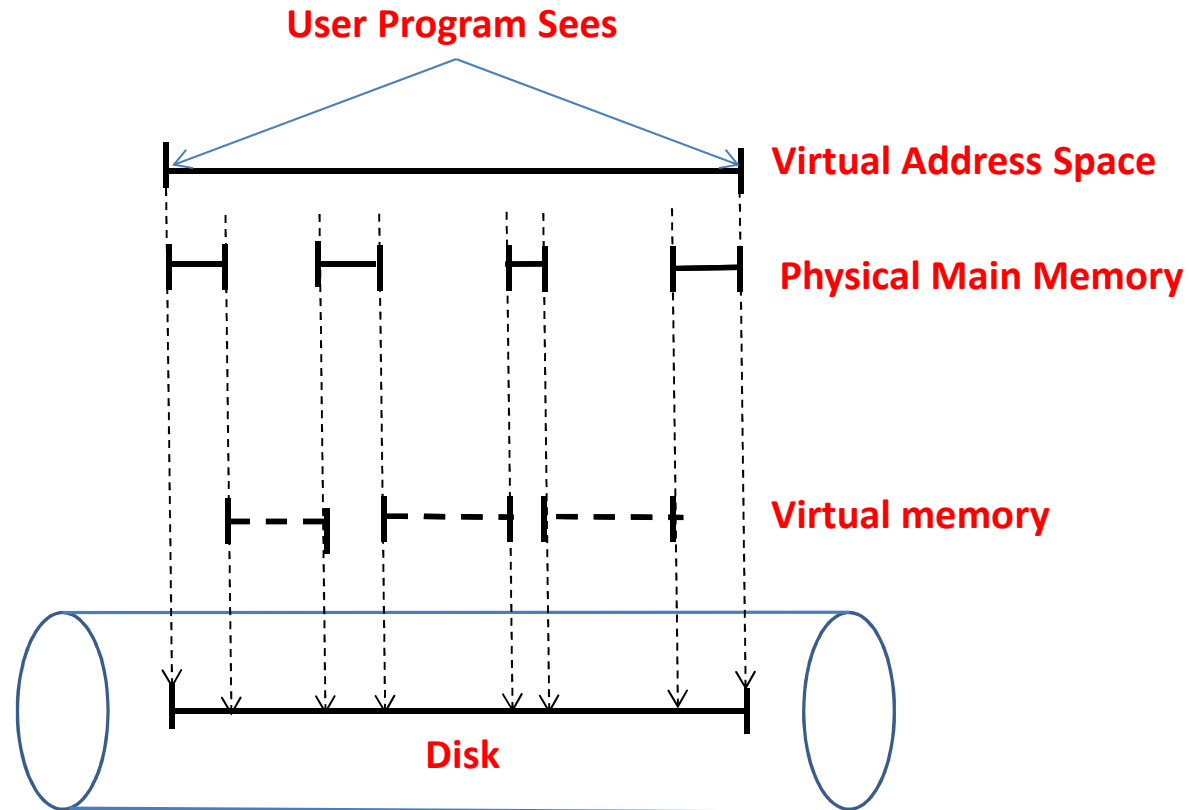 User Program Sees
Virtual Address Space
Physical Main Memory
Virtual memory
Disk